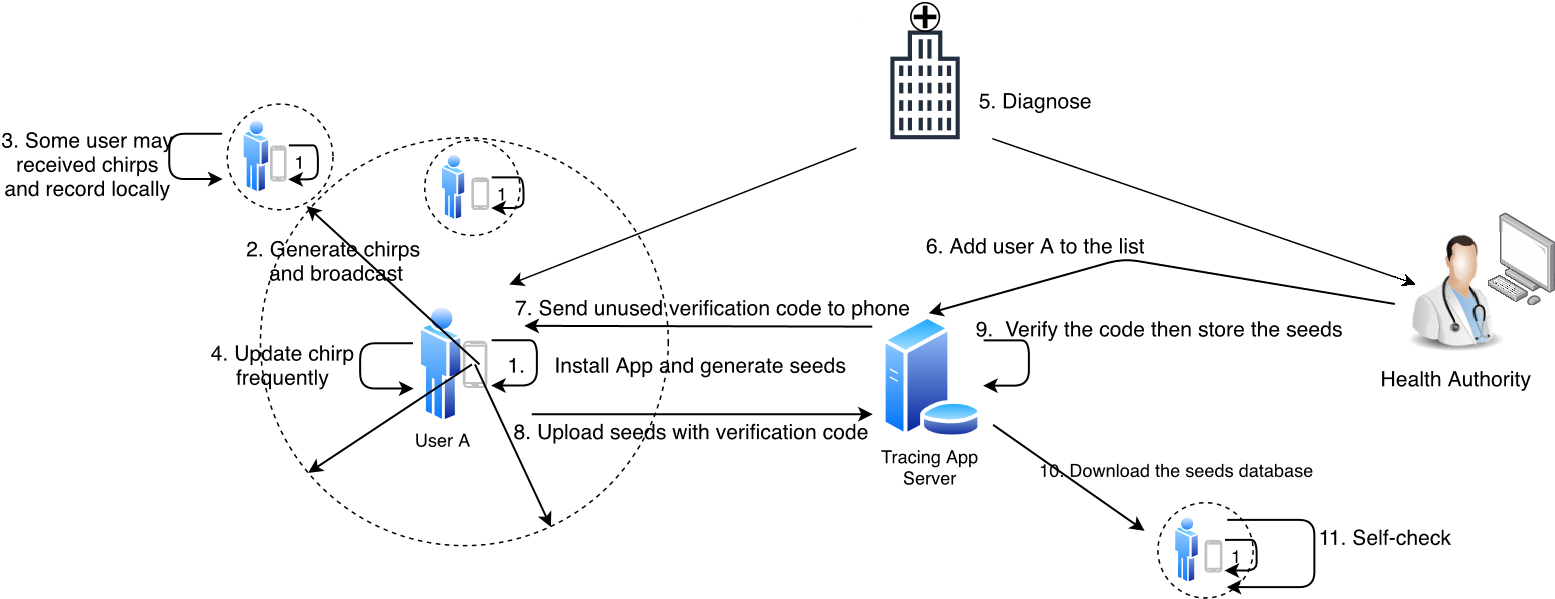 5. Diagnose
3. Some user may
received chirps
and record locally
1
1
2. Generate chirps
and broadcast
6. Add user A to the list
7. Send unused verification code to phone
9. Verify the code then store the seeds
4. Update chirp
frequently
1. Install App and generate seeds
Health Authority
User A
8. Upload seeds with verification code
Tracing App
Server
10. Download the seeds database
11. Self-check
1